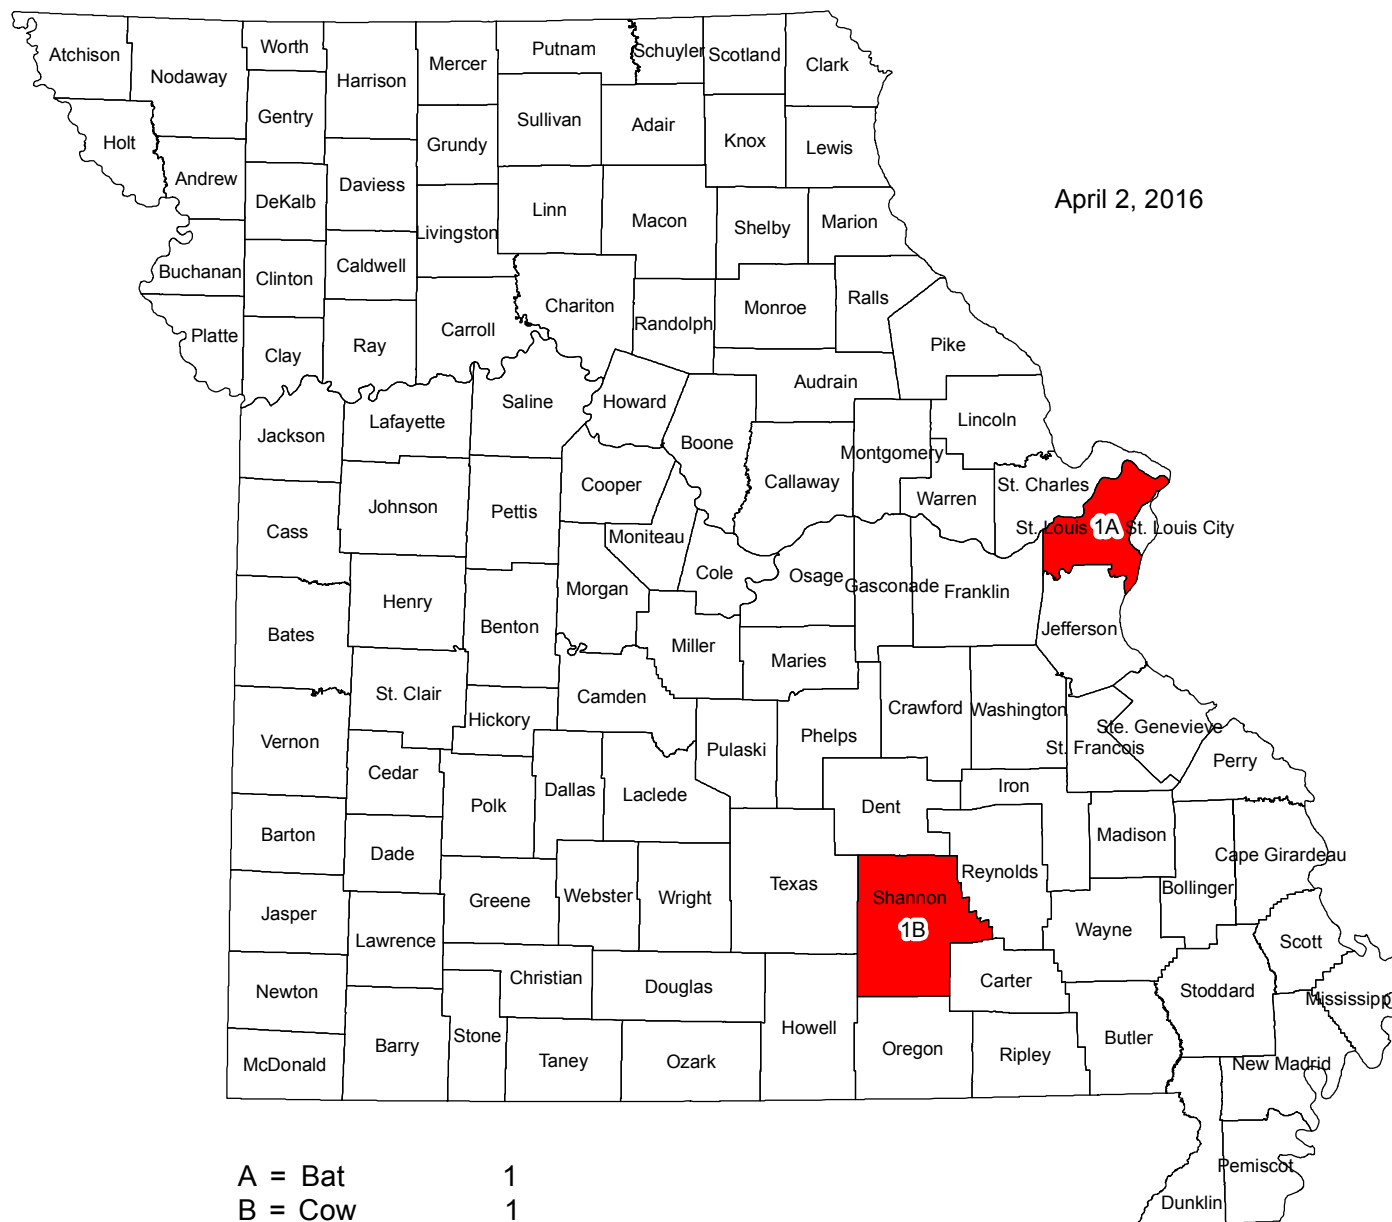 Atchison
Nodaway
Worth
Harrison
Mercer
Putnam
Schuyler
Scotland
Clark
Holt
Gentry
Grundy
Sullivan
Adair
Knox
Lewis
Andrew
DeKalb
Daviess
Livingston
Linn
Macon
Shelby
Marion
April 2, 2016
Buchanan
Clinton
Caldwell
Chariton
Randolph
Monroe
Ralls
Platte
Clay
Ray
Carroll
Pike
Audrain
Jackson
Lafayette
Saline
Howard
Boone
Callaway
Montgomery
Lincoln
Cass
Johnson
Pettis
Cooper
Moniteau
Warren
St. Charles
St. Louis
1A
St. Louis City
Bates
Henry
Benton
Morgan
Cole
Osage
Gasconade
Franklin
Jefferson
Miller
Maries
St. Clair
Hickory
Camden
Crawford
Washington
St. Francois
Ste. Genevieve
Perry
Vernon
Cedar
Polk
Dallas
Laclede
Pulaski
Phelps
Dent
Iron
Madison
Cape Girardeau
Barton
Dade
Greene
Webster
Wright
Texas
Shannon
1B
Reynolds
Bollinger
Wayne
Scott
Jasper
Lawrence
Christian
Douglas
Carter
Stoddard
Mississippi
Newton
McDonald
Barry
Stone
Taney
Ozark
Howell
Oregon
Ripley
Butler
New Madrid
Pemiscot
Dunklin
A = Bat 1
B = Cow 1